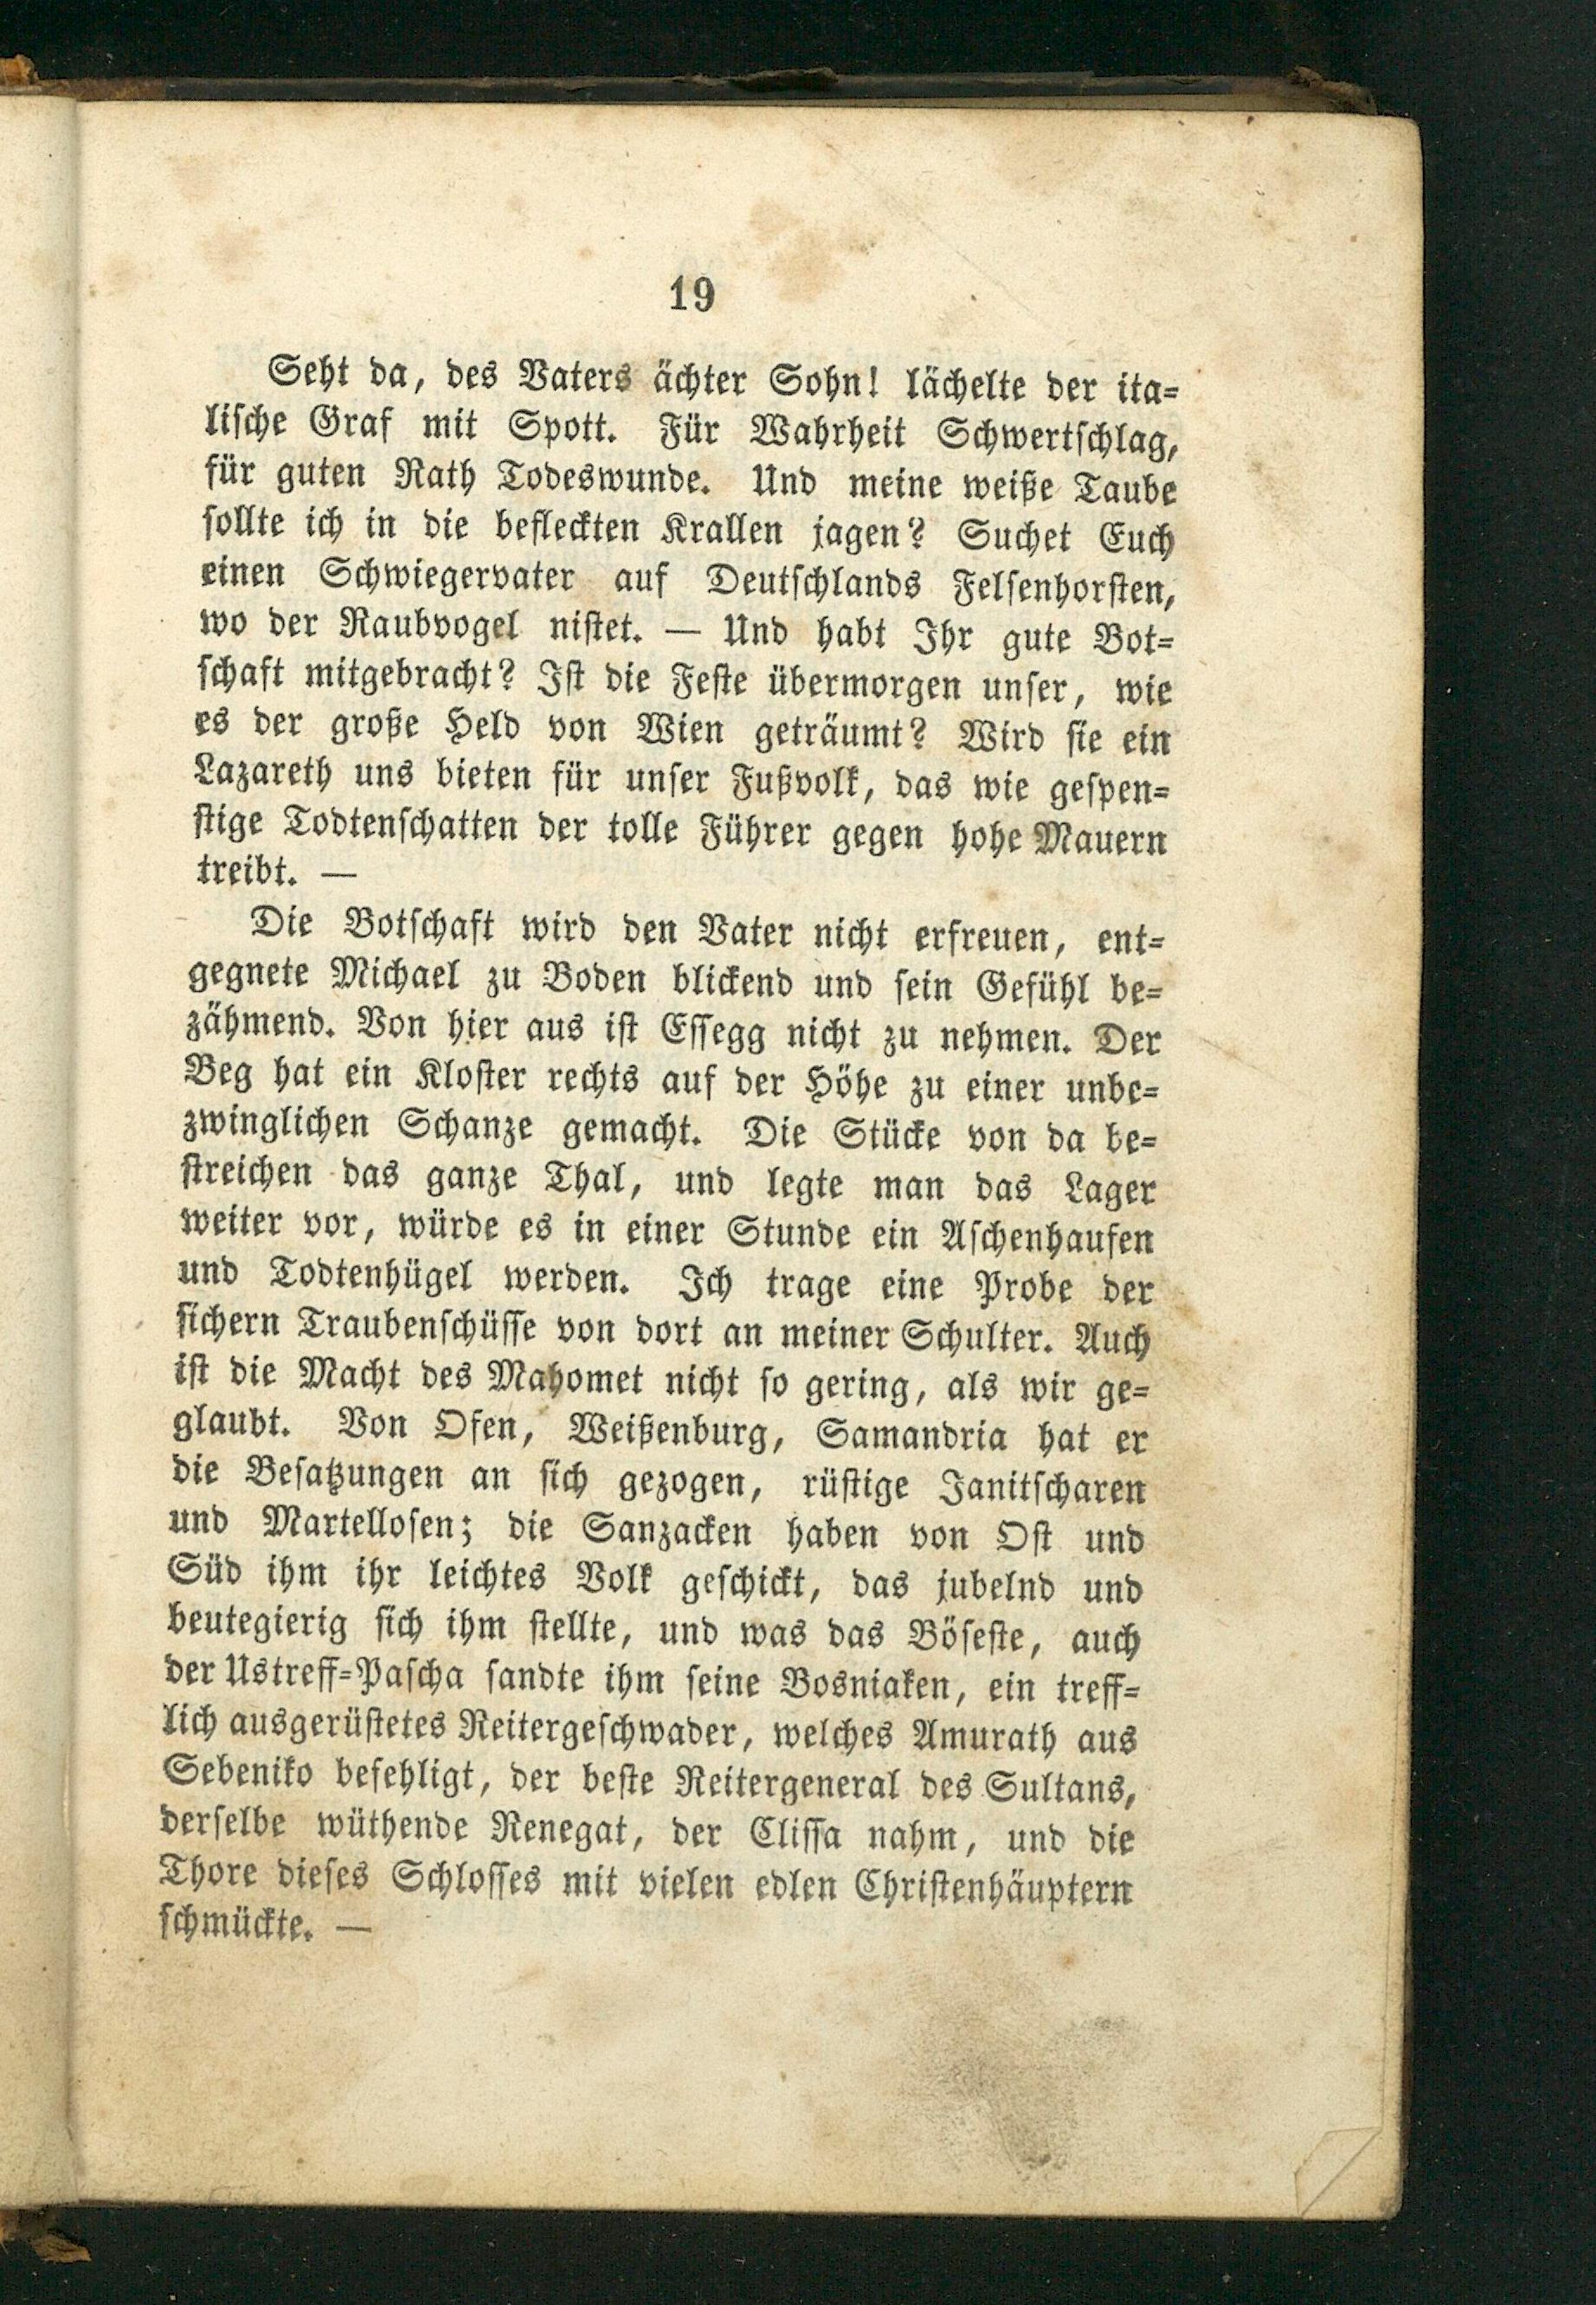 19
Seht da, des Vaters ächter Sohn! lächelte der ita=
lische Graf mit Spott. Für Wahrheit Schwertschlag,
für guten Rath Todeswunde. Und meine weiße Taube
sollte ich in die befleckten Krallen jagen? Suchet Euch
einen Schwiegervater auf Deutschlands Felsenhorsten,
wo der Raubvogel nistet. — Und habt Ihr gute Bot=
schaft mitgebracht? Ist die Feste übermorgen unser, wie
es der große Held von Wien geträumt? Wird sie ein
Lazareth uns bieten für unser Fußvolk, das wie gespen=
stige Todtenschatten der tolle Führer gegen hohe Mauern
treibt. —
Die Botschaft wird den Vater nicht erfreuen, ent=
gegnete Michael zu Boden blickend und sein Gefühl be=
zähmend. Von hier aus ist Essegg nicht zu nehmen. Der
Beg hat ein Kloster rechts auf der Höhe zu einer unbe=
zwinglichen Schanze gemacht. Die Stücke von da be=
streichen das ganze Thal, und legte man das Lager
weiter vor, würde es in einer Stunde ein Aschenhaufen
und Todtenhügel werden. Ich trage eine Probe der
sichern Traubenschüsse von dort an meiner Schulter. Auch
ist die Macht des Mahomet nicht so gering, als wir ge=
glaubt. Von Ofen, Weißenburg, Samandria hat er
die Besatzungen an sich gezogen, rüstige Janitscharen
und Martellosen; die Sanzacken haben von Ost und
Süd ihm ihr leichtes Volk geschickt, das jubelnd und
beutegierig sich ihm stellte, und was das Böseste, auch
der Ustreff=Pascha sandte ihm seine Bosniaken, ein treff=
lich ausgerüstetes Reitergeschwader, welches Amurath aus
Sebeniko befehligt, der beste Reitergeneral des Sultans,
derselbe wüthende Renegat, der Clissa nahm, und die
Thore dieses Schlosses mit vielen edlen Christenhäuptern
schmückte. —